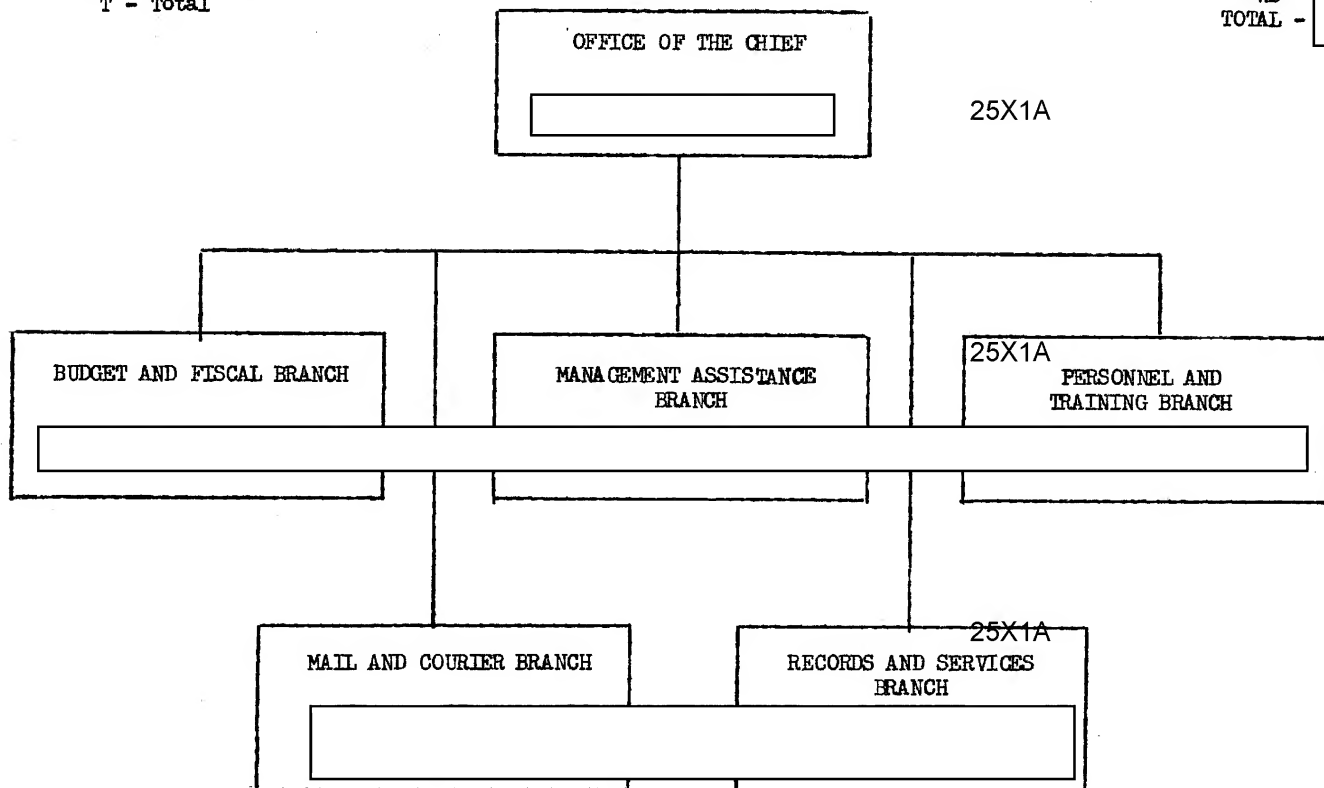 T - Total
TOTAL -
OFFICE OF THE CHIEF
25X1A
BUDGET AND FISCAL BRANCH
MANAGEMENT ASSISTANCE
BRANCH
25X1A
PERSONNEL AND
TRAINING BRANCH
MAIL AND COURIER BRANCH
25X1A
RECORDS AND SERVICES
BRANCH